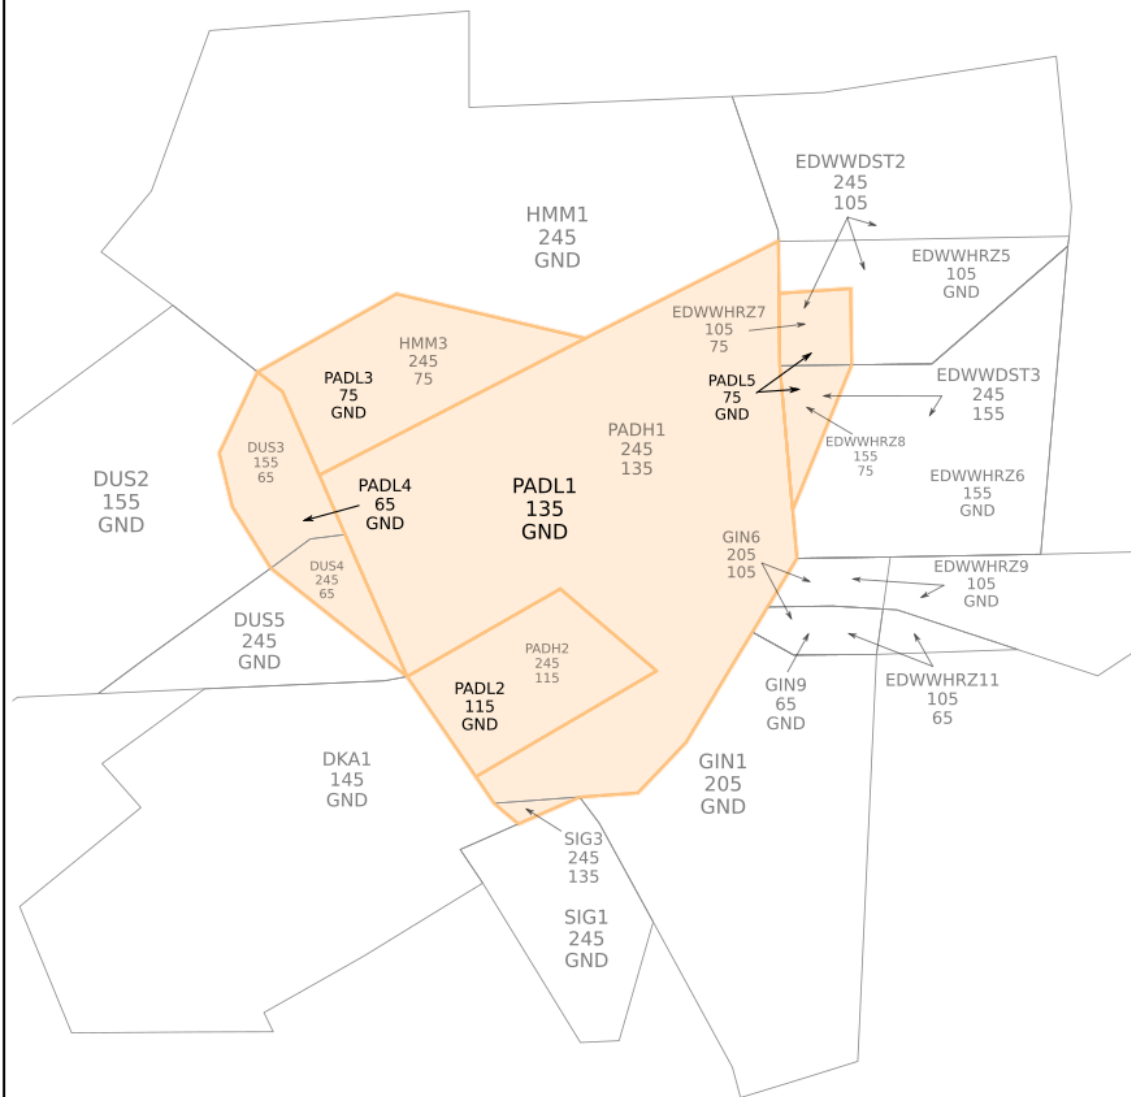 EDWWDST2
245
105
HMM1
245
GND
EDWWHRZ5
105
GND
EDWWHRZ7
105
75
HMM3
245
75
PADL3
75
GND
PADL5
75
GND
EDWWDST3
245
155
PADH1
245
135
EDWWHRZ8
155
75
DUS3
155
65
DUS2
155
GND
PADL4
65
GND
PADL1
135
GND
EDWWHRZ6
155
GND
GIN6
205
105
DUS4
245
65
EDWWHRZ9
105
GND
DUS5
245
GND
PADH2
245
115
PADL2
115
GND
GIN9
65
GND
EDWWHRZ11
105
65
DKA1
145
GND
GIN1
205
GND
SIG3
245
135
SIG1
245
GND